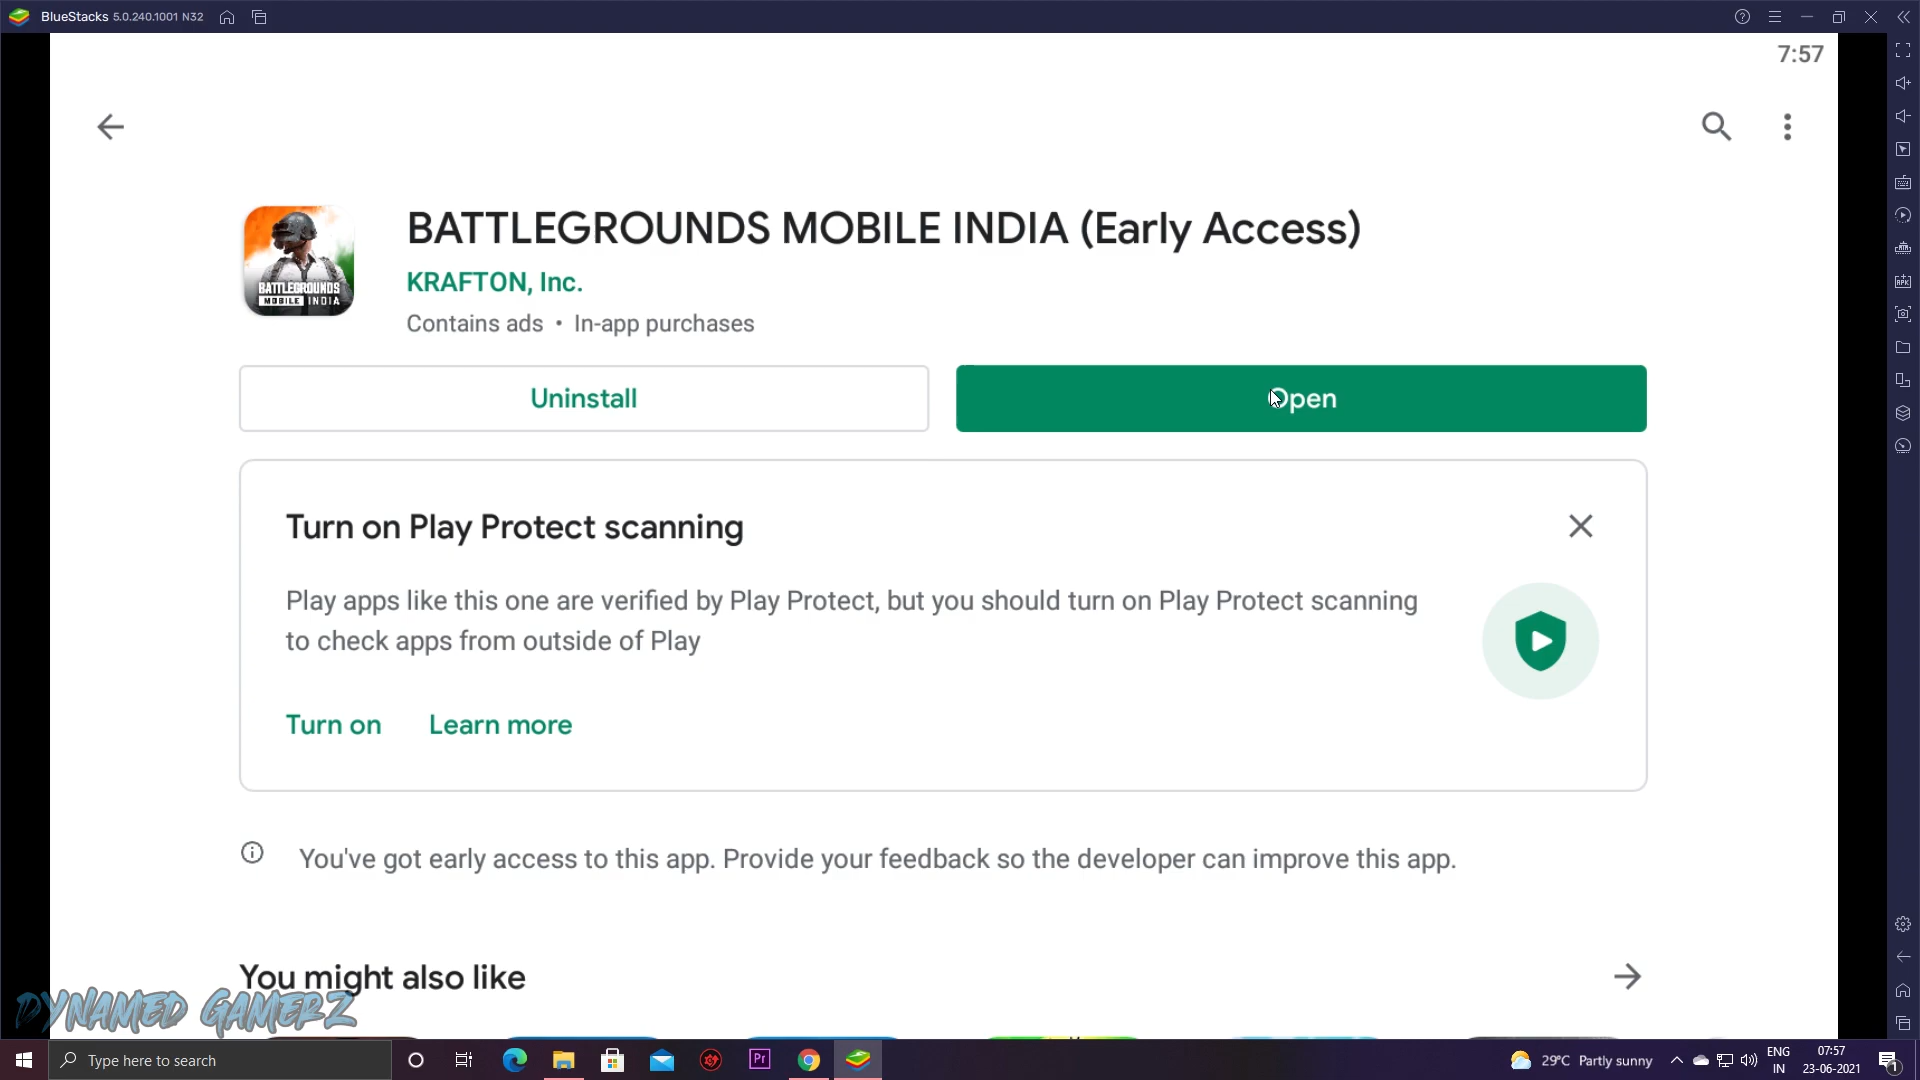 BlueStacks 5.0.240.1001 N32
7:57
BATTLEGROUNDS MOBILE INDIA (Early Access)
BATTLEGROUNDS
MOBILE INDIA
KRAFTON, Inc.
Contains ads • In-app purchases
Uninstall
Open
Turn on Play Protect scanning
Play apps like this one are verified by Play Protect, but you should turn on Play Protect scanning
to check apps from outside of Play
Turn on Learn more
You've got early access to this app. Provide your feedback so the developer can improve this app.
You might also like
DYNAMED GAMERZ
Type here to search
Pr
29°C Partly sunny
ENG
IN
07:57
23-06-2021
1